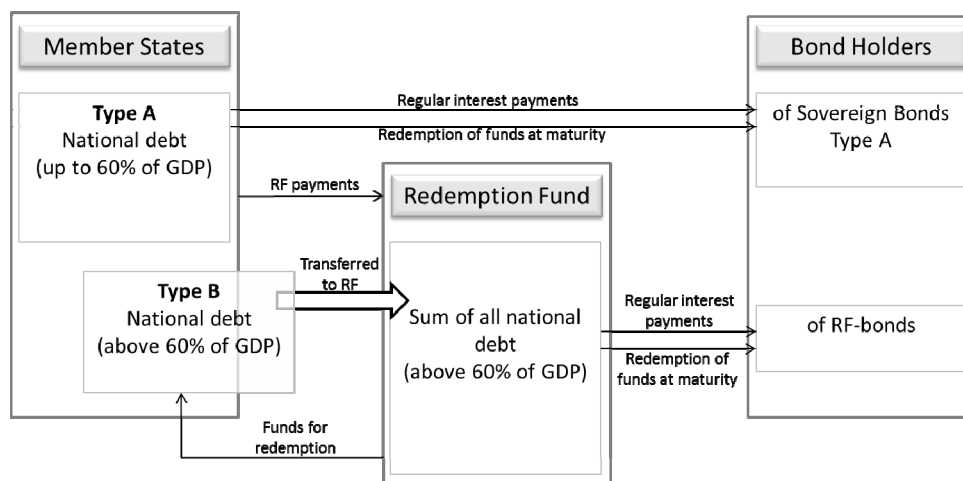 Member States
Type A
National debt
(up to 60% of GDP)
Type B
National debt
(above 60% of GDP)
Regular interest payments
Redemption of funds at maturity
RF payments
Transferred
to RF
Funds for
redemption
Redemption Fund
Sum of all national
debt
(above 60% of GDP)
Regular interest
payments
Redemption of
funds at maturity
Bond Holders
of Sovereign Bonds
Type A
of RF-bonds